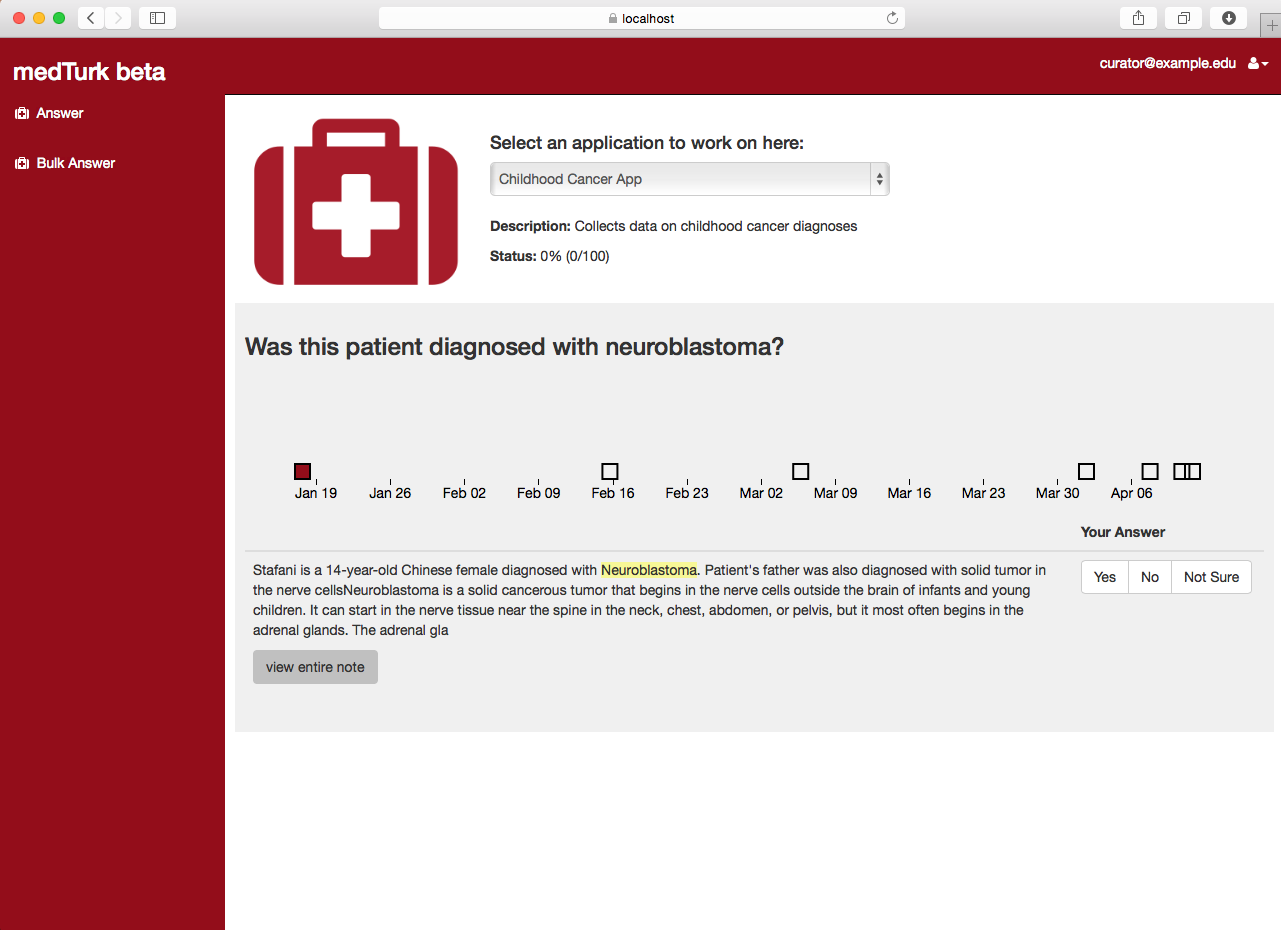 localhost
medTurk beta
curator@example.edu
Answer
Bulk Answer
Select an application to work on here:
Childhood Cancer App
Description: Collects data on childhood cancer diagnoses
Status: 0% (0/100)
Was this patient diagnosed with neuroblastoma?
Jan 19 Jan 26 Feb 02 Feb 09 Feb 16 Feb 23 Mar 02 Mar 09 Mar 16 Mar 23 Mar 30 Apr 06
Your Answer
Stafani is a 14-year-old Chinese female diagnosed with Neuroblastoma. Patient's father was also diagnosed with solid tumor in
the nerve cellsNeuroblastoma is a solid cancerous tumor that begins in the nerve cells outside the brain of infants and young
children. It can start in the nerve tissue near the spine in the neck, chest, abdomen, or pelvis, but it most often begins in the
adrenal glands. The adrenal gla
Yes No Not Sure
view entire note